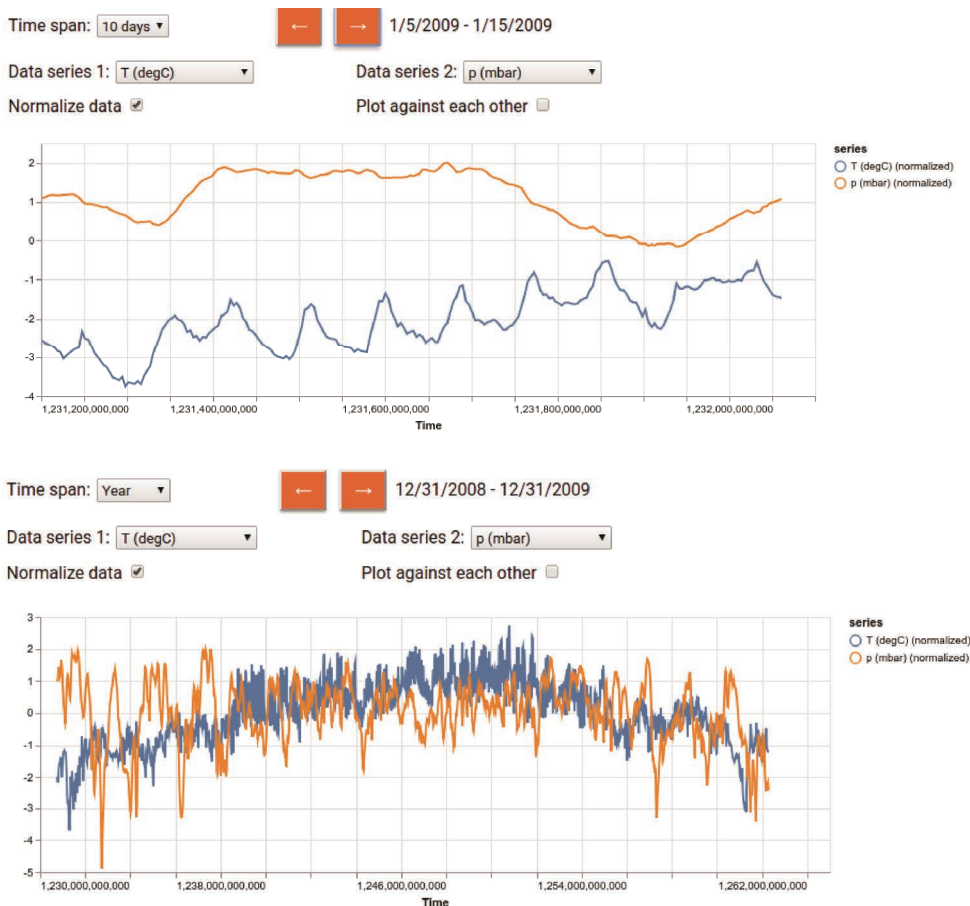 Time span: 10 days ← → 1/5/2009 - 1/15/2009
Data series 1: T (degC) Data series 2: p (mbar)
Normalize data Plot against each other
series
T (degC) (normalized)
p (mbar) (normalized)
2
1
0
-1
-2
-3
-4
1,231,200,000,000 1,231,400,000,000 1,231,600,000,000 1,231,800,000,000 1,232,000,000,000
Time
Time span: Year ← → 12/31/2008 - 12/31/2009
Data series 1: T (degC) Data series 2: p (mbar)
Normalize data Plot against each other
series
T (degC) (normalized)
p (mbar) (normalized)
3
2
1
0
-1
-2
-3
-4
-5
1,230,000,000,000 1,238,000,000,000 1,246,000,000,000 1,254,000,000,000 1,262,000,000,000
Time